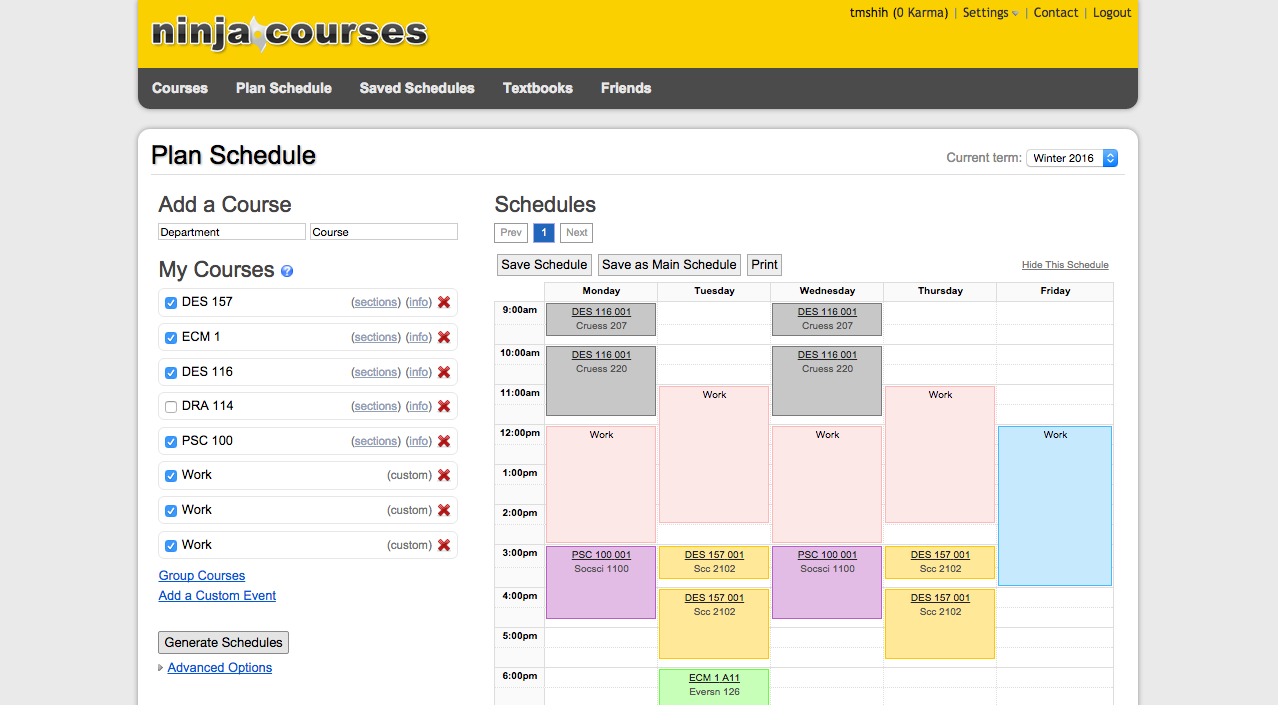 tmshih (0 Karma) | Settings | Contact | Logout
ninja courses
Courses Plan Schedule Saved Schedules Textbooks Friends
Plan Schedule
Current term: Winter 2016
Add a Course
Department Course
My Courses ?
DES 157 (sections) (info)
ECM 1 (sections) (info)
DES 116 (sections) (info)
DRA 114 (sections) (info)
PSC 100 (sections) (info)
Work (custom)
Work (custom)
Work (custom)
Group Courses
Add a Custom Event
Generate Schedules
Advanced Options
Schedules
Prev 1 Next
Save Schedule Save as Main Schedule Print Hide This Schedule
Monday Tuesday Wednesday Thursday Friday
9:00am DES 116 001 DES 116 001
Cruess 207 Cruess 207
10:00am DES 116 001 DES 116 001
Cruess 220 Cruess 220
11:00am Work Work
12:00pm Work Work Work
1:00pm
2:00pm
3:00pm PSC 100 001 DES 157 001 PSC 100 001 DES 157 001
Socsci 1100 Scc 2102 Socsci 1100 Scc 2102
4:00pm DES 157 001 DES 157 001
Scc 2102 Scc 2102
5:00pm
6:00pm ECM 1 A11
Eversn 126